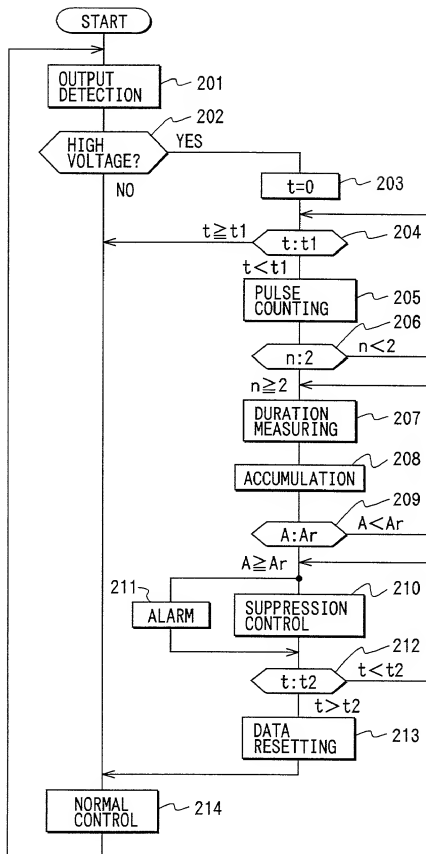 START
OUTPUT
DETECTION
201
202
HIGH
VOLTAGE?
YES
NO
t=0
203
t≧t1
t:t1
204
t<t1
PULSE
COUNTING
205
206
n:2
n<2
n≧2
DURATION
MEASURING
207
208
ACCUMULATION
209
A:Ar
A<Ar
A≧Ar
211
ALARM
210
SUPPRESSION
CONTROL
212
t:t2
t<t2
t>t2
DATA
RESETTING
213
NORMAL
CONTROL
214